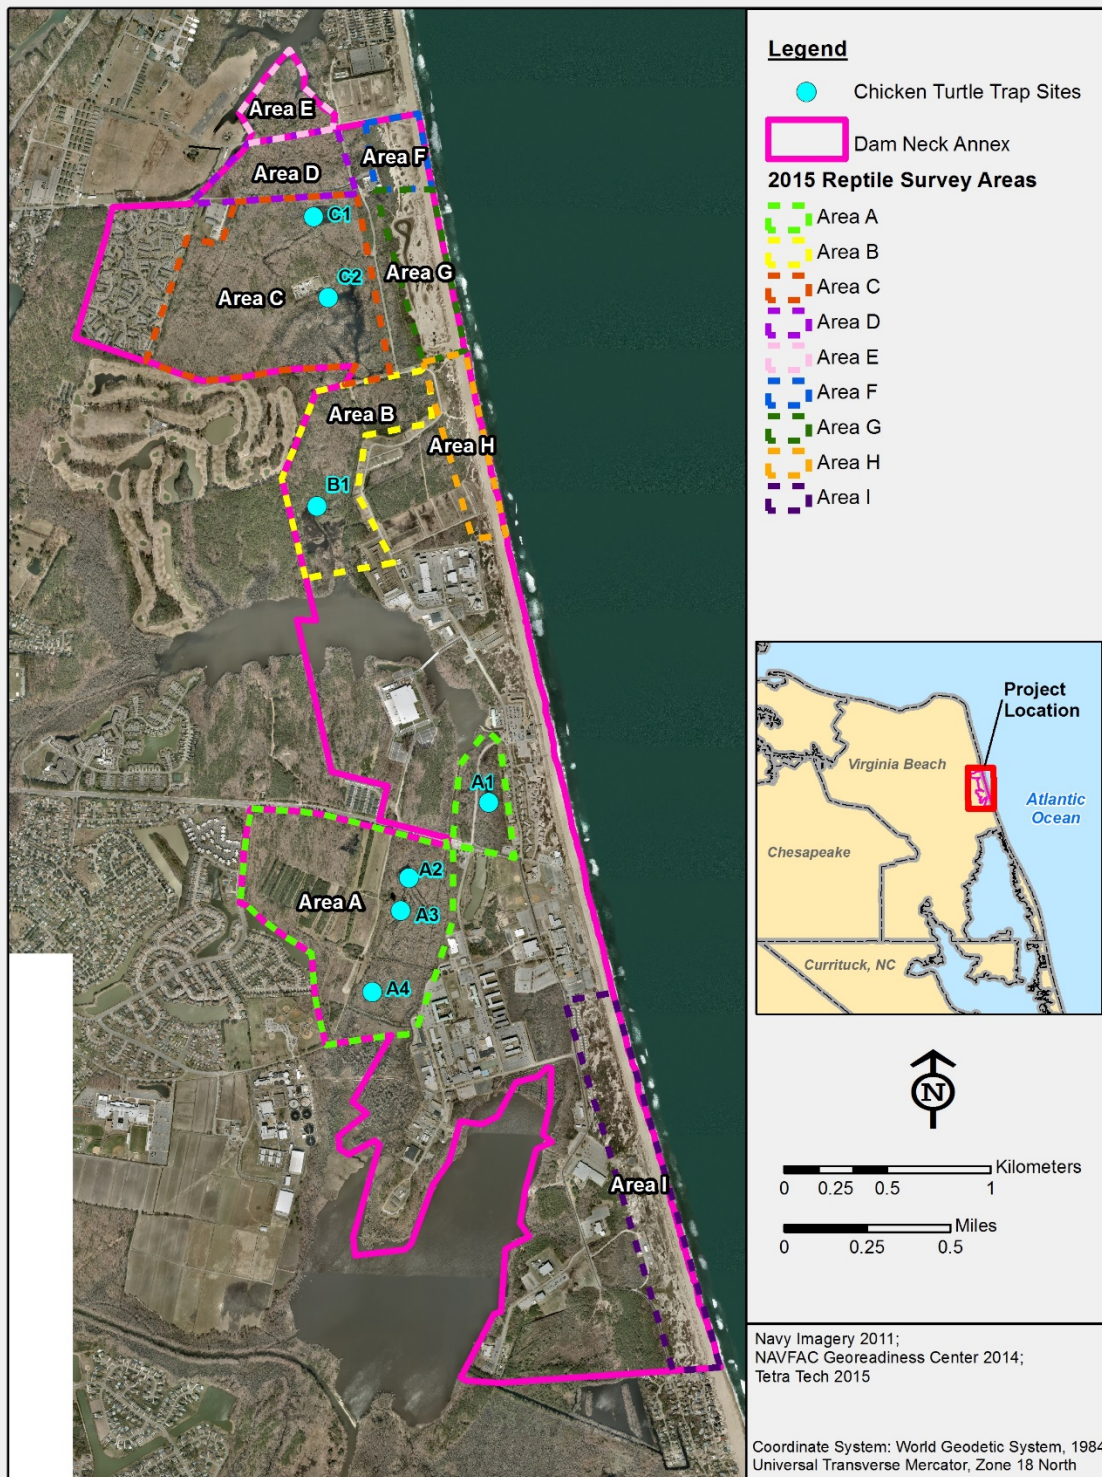 Area E
Area F
Area D
C1
Area G
C2
Area C
Area B
Area H
B1
A1
A2
Area A
A3
A4
Area I
Legend
Chicken Turtle Trap Sites
Dam Neck Annex
2015 Reptile Survey Areas
Area A
Area B
Area C
Area D
Area E
Area F
Area G
Area H
Area I
Project
Location
Virginia Beach
Atlantic
Ocean
Chesapeake
Currituck, NC
N
Kilometers
0 0.25 0.5 1
Miles
0 0.25 0.5
Navy Imagery 2011;
NAVFAC Georeadiness Center 2014;
Tetra Tech 2015
Coordinate System: World Geodetic System, 1984
Universal Transverse Mercator, Zone 18 North